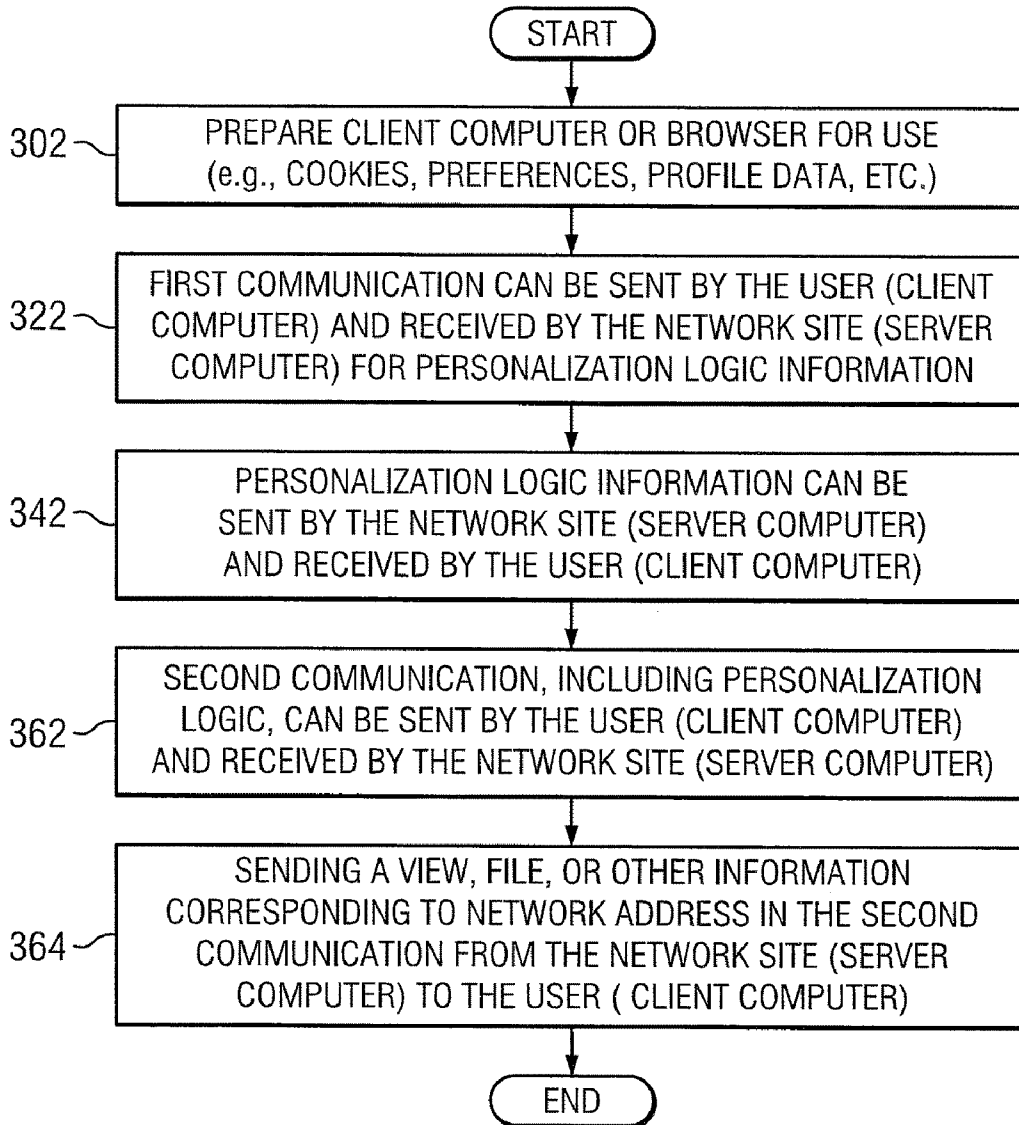 START
302
PREPARE CLIENT COMPUTER OR BROWSER FOR USE
(e.g., COOKIES, PREFERENCES, PROFILE DATA, ETC.)
322
FIRST COMMUNICATION CAN BE SENT BY THE USER (CLIENT
COMPUTER) AND RECEIVED BY THE NETWORK SITE (SERVER
COMPUTER) FOR PERSONALIZATION LOGIC INFORMATION
342
PERSONALIZATION LOGIC INFORMATION CAN BE
SENT BY THE NETWORK SITE (SERVER COMPUTER)
AND RECEIVED BY THE USER (CLIENT COMPUTER)
362
SECOND COMMUNICATION, INCLUDING PERSONALIZATION
LOGIC, CAN BE SENT BY THE USER (CLIENT COMPUTER)
AND RECEIVED BY THE NETWORK SITE (SERVER COMPUTER)
364
SENDING A VIEW, FILE, OR OTHER INFORMATION
CORRESPONDING TO NETWORK ADDRESS IN THE SECOND
COMMUNICATION FROM THE NETWORK SITE (SERVER
COMPUTER) TO THE USER ( CLIENT COMPUTER)
END